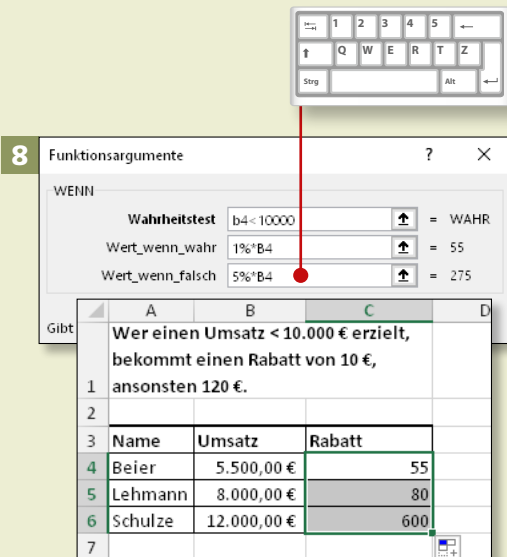 1 2 3 4 5
Q W E R T Z
Strg Alt
8 Funktionsargumente ? ×
WENN
Wahrheitstest b4<10000 = WAHR
Wert_wenn_wahr 1%*B4 = 55
Wert_wenn_falsch 5%*B4 = 275
Gibt
A B C D
Wer einen Umsatz < 10.000 € erzielt,
bekommt einen Rabatt von 10 €,
1 ansonsten 120 €.
2
3 Name Umsatz Rabatt
4 Beier 5.500,00 € 55
5 Lehmann 8.000,00 € 80
6 Schulze 12.000,00 € 600
7